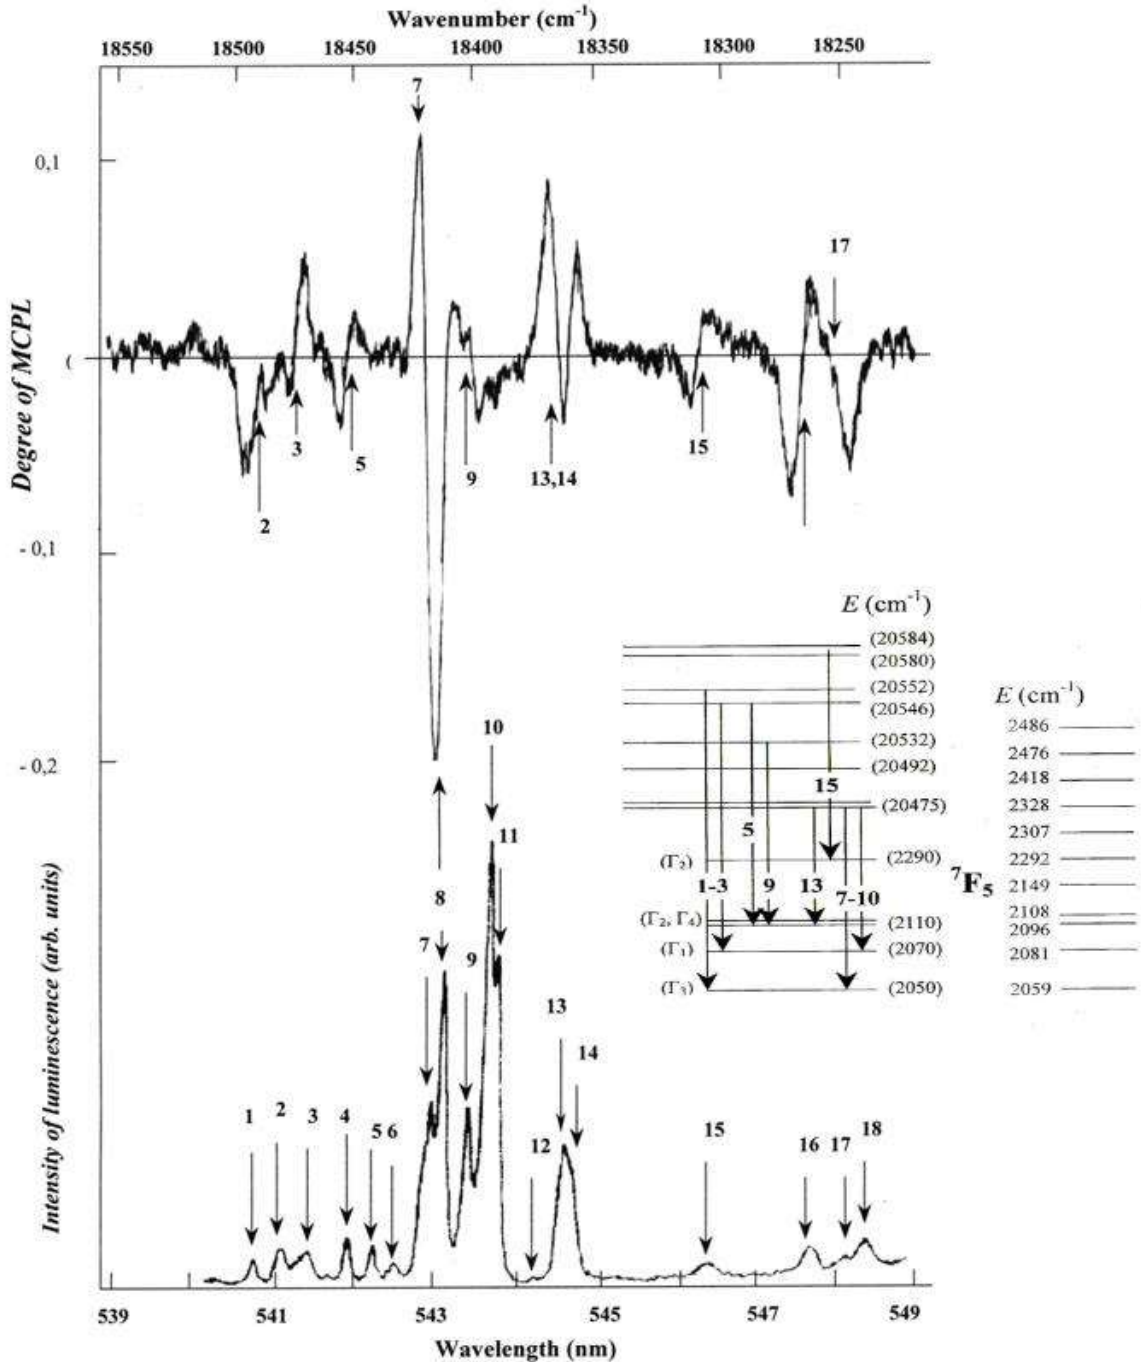 Wavenumber (cm-1)
18550 18500 18450 18400 18350 18300 18250
7
0,1
17
Degree of MCPL
(
3
5
9
13,14
15
2
- 0,1
E (cm-1)
(20584)
(20580)
(20552)
(20546)
(20532)
(20492)
(20475)
15
5
(Γ2) (2290)
1-3 9 13 7-10
(Γ2, Γ4) (2110)
(Γ1) (2070)
(Γ3) (2050)
7F5
E (cm-1)
2486
2476
2418
2328
2307
2292
2149
2108
2096
2081
2059
- 0,2
10
11
8
7
9
13
14
Intensity of luminescence (arb. units)
1 2 3 4 5 6 12 15 16 17 18
539 541 543 545 547 549
Wavelength (nm)